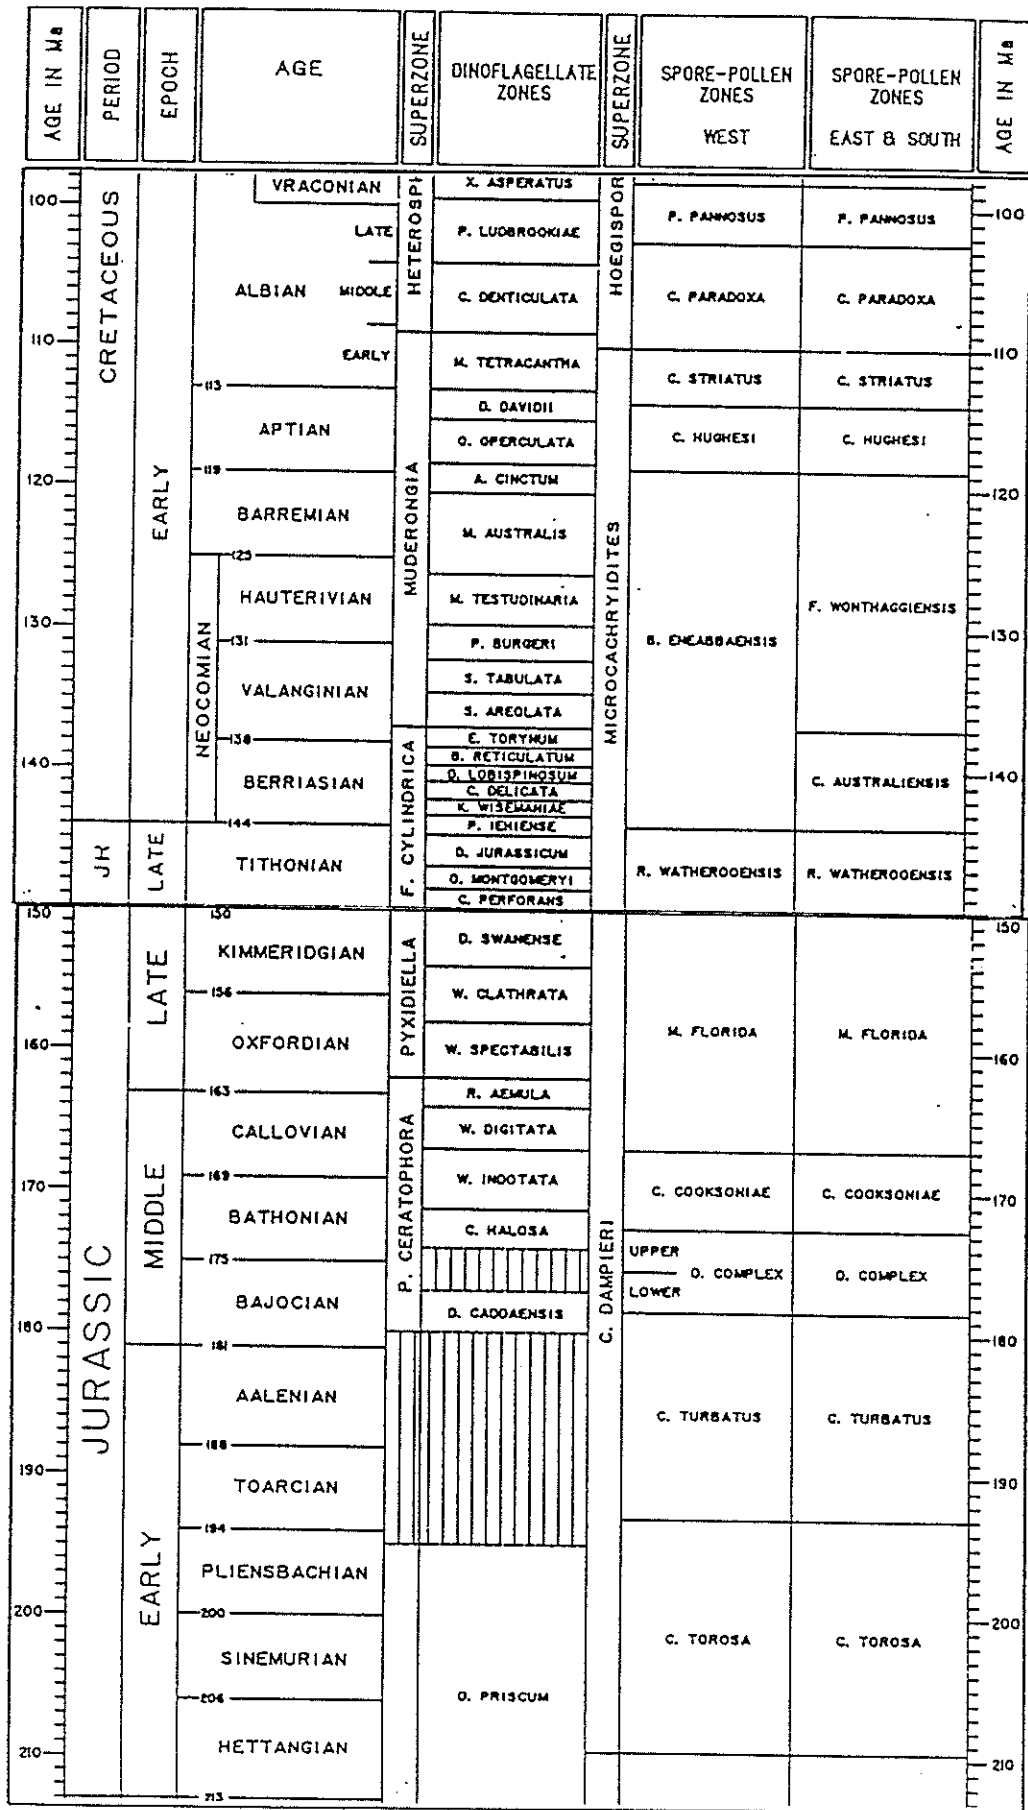 AGE IN Ma
PERIOD
EPOCH
AGE
SUPERZONE
DINOFLAGELLATE
ZONES
SUPERZONE
SPORE-POLLEN
ZONES
WEST
SPORE-POLLEN
ZONES
EAST & SOUTH
AGE IN Ma
100
110
120
130
140
150
160
170
180
190
200
210
CRETACEOUS
JR
JURASSIC
EARLY
LATE
LATE
MIDDLE
EARLY
VRACONIAN
LATE
ALBIAN
MIDDLE
EARLY
113
APTIAN
119
BARREMIAN
125
NEOCOMIAN
HAUTERIVIAN
131
VALANGINIAN
138
BERRIASIAN
144
TITHONIAN
150
KIMMERIDGIAN
156
OXFORDIAN
163
CALLOVIAN
169
BATHONIAN
175
BAJOCIAN
181
AALENIAN
188
TOARCIAN
194
PLIENSBACHIAN
200
SINEMURIAN
206
HETTANGIAN
213
HETEROSPH
MUDERONGIA
F. CYLINDRICA
PYXIDIELLA
P. CERATOPHORA
X. ASPERATUS
P. LUDBROOKIAE
C. DENTICULATA
M. TETRACANTHA
D. DAVIDII
O. OPERCULATA
A. CINCTUM
M. AUSTRALIS
M. TESTUDINARIA
P. BURGERI
S. TABULATA
S. AREOLATA
E. TORYNUM
B. RETICULATUM
D. LOBISPINOSUM
C. DELICATA
K. WISEMANIAE
P. IEHIENSE
D. JURASSICUM
O. MONTGOMERYI
C. PERFORANS
D. SWANENSE
W. CLATHRATA
W. SPECTABILIS
R. AEMULA
W. DIGITATA
W. INDOTATA
C. HALOSA
D. CADDAENSIS
D. PRISCUM
HOEGISPOR
MICROCACHRYIDITES
C. DAMPIERI
P. PANNOSUS
C. PARADOXA
C. STRIATUS
C. HUGHESI
B. ENEABBAENSIS
R. WATHEROOENSIS
M. FLORIDA
C. COOKSONIAE
UPPER
D. COMPLEX
LOWER
C. TURBATUS
C. TOROSA
P. PANNOSUS
C. PARADOXA
C. STRIATUS
C. HUGHESI
F. WONTHAGGIENSIS
C. AUSTRALIENSIS
R. WATHEROOENSIS
M. FLORIDA
C. COOKSONIAE
D. COMPLEX
C. TURBATUS
C. TOROSA
100
110
120
130
140
150
160
170
180
190
200
210